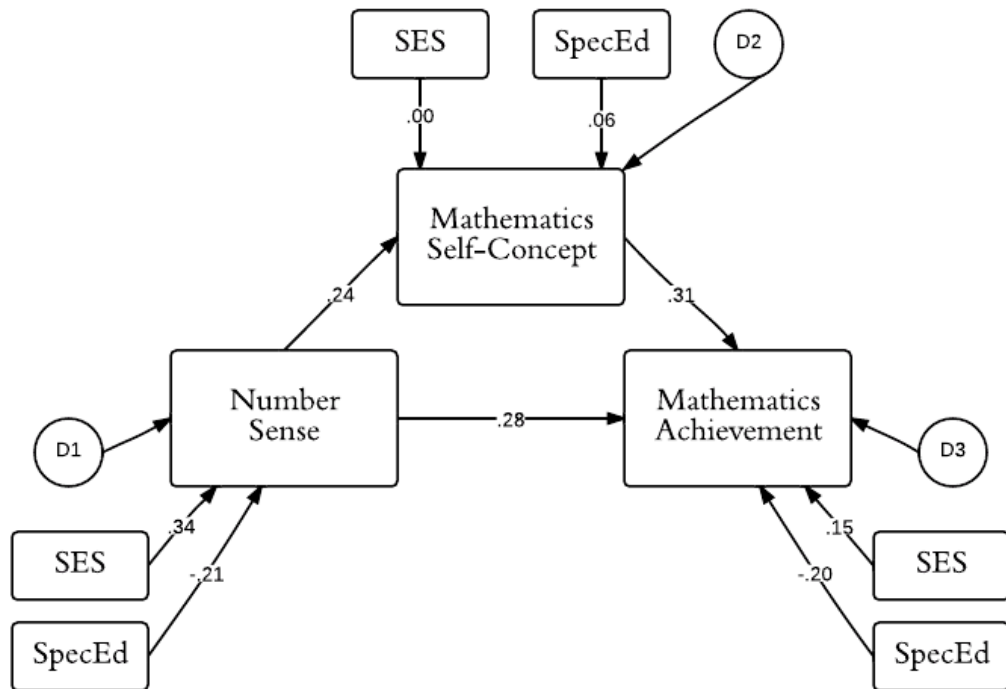 SES
SpecEd
D2
.00
.06
Mathematics
Self-Concept
.24
.31
Number
Sense
.28
Mathematics
Achievement
D1
D3
.34
.15
SES
-.21
-.20
SES
SpecEd
SpecEd